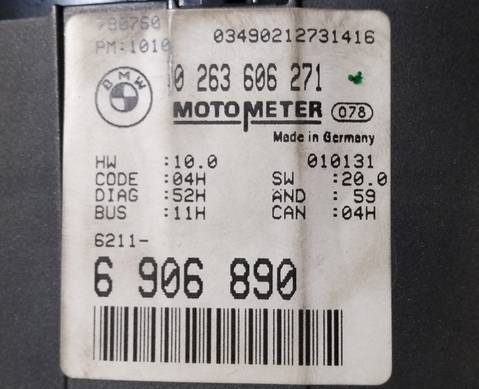 780760
PM:1010
03490212731416
BMW
0 263 606 271
MOTOMETER 078
Made in Germany
HW :10.0 010131
CODE :04H SW :20.0
DIAG :52H AND : 59
BUS :11H CAN :04H
6211-
6 906 890